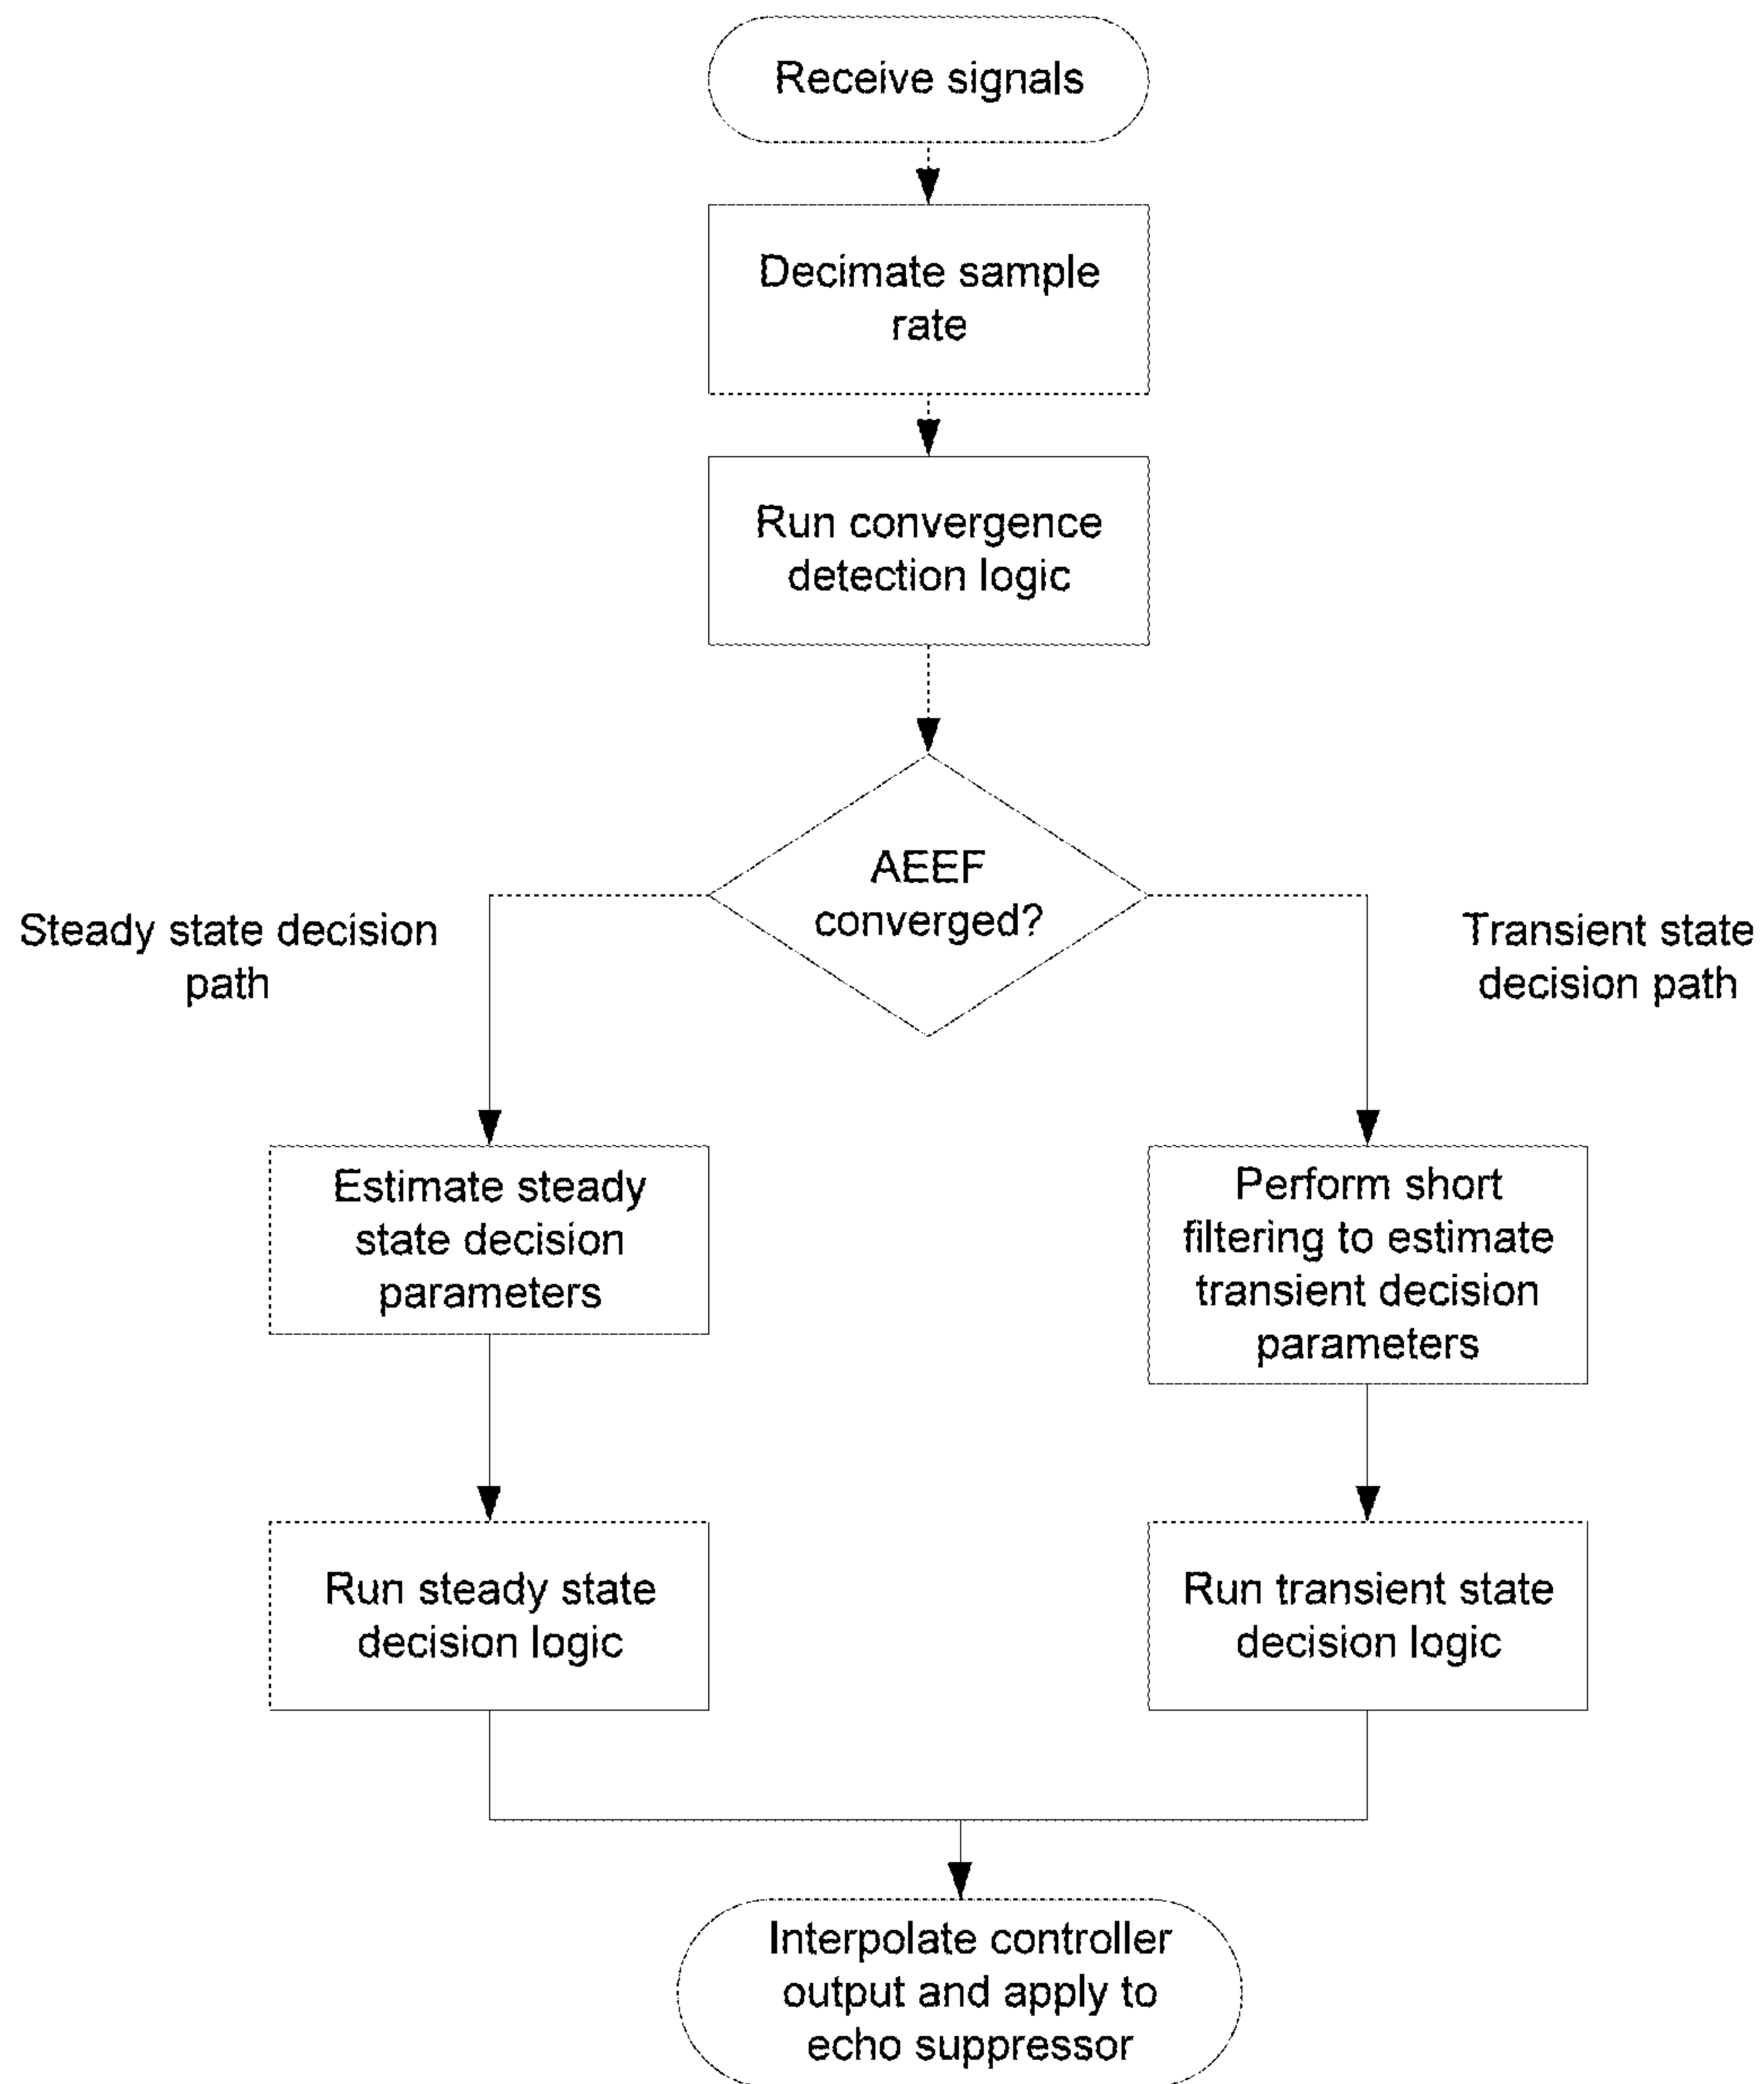 Receive signals
Decimate sample
rate
Run convergence
detection logic
AEEF
converged?
Steady state decision
path
Transient state
decision path
Estimate steady
state decision
parameters
Perform short
filtering to estimate
transient decision
parameters
Run steady state
decision logic
Run transient state
decision logic
Interpolate controller
output and apply to
echo suppressor